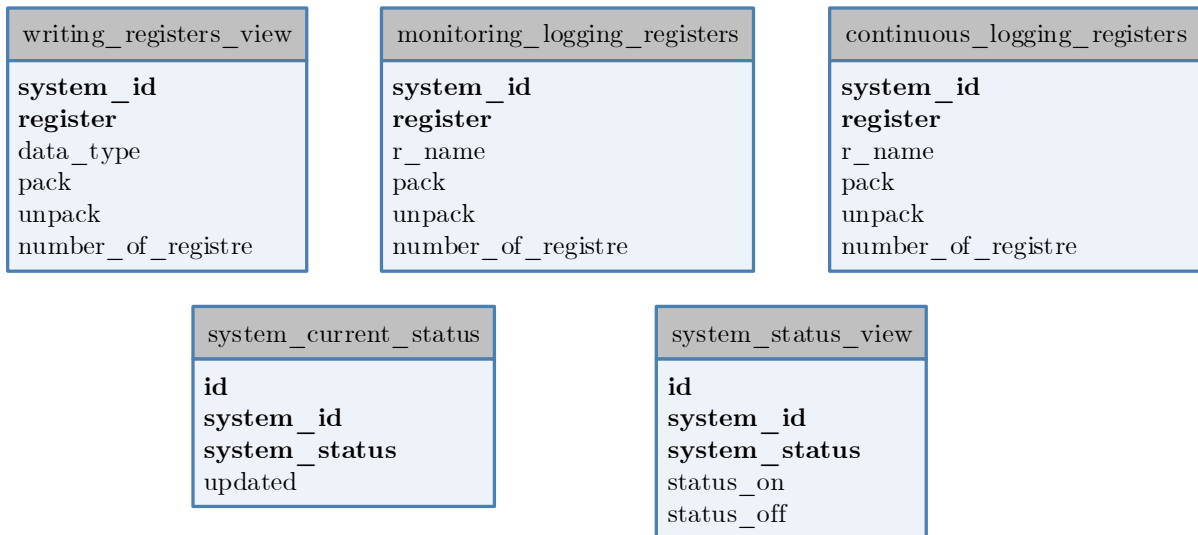 writing_registers_view
system_id
register
data_type
pack
unpack
number_of_registre
monitoring_logging_registers
system_id
register
r_name
pack
unpack
number_of_registre
continuous_logging_registers
system_id
register
r_name
pack
unpack
number_of_registre
system_current_status
id
system_id
system_status
updated
system_status_view
id
system_id
system_status
status_on
status_off